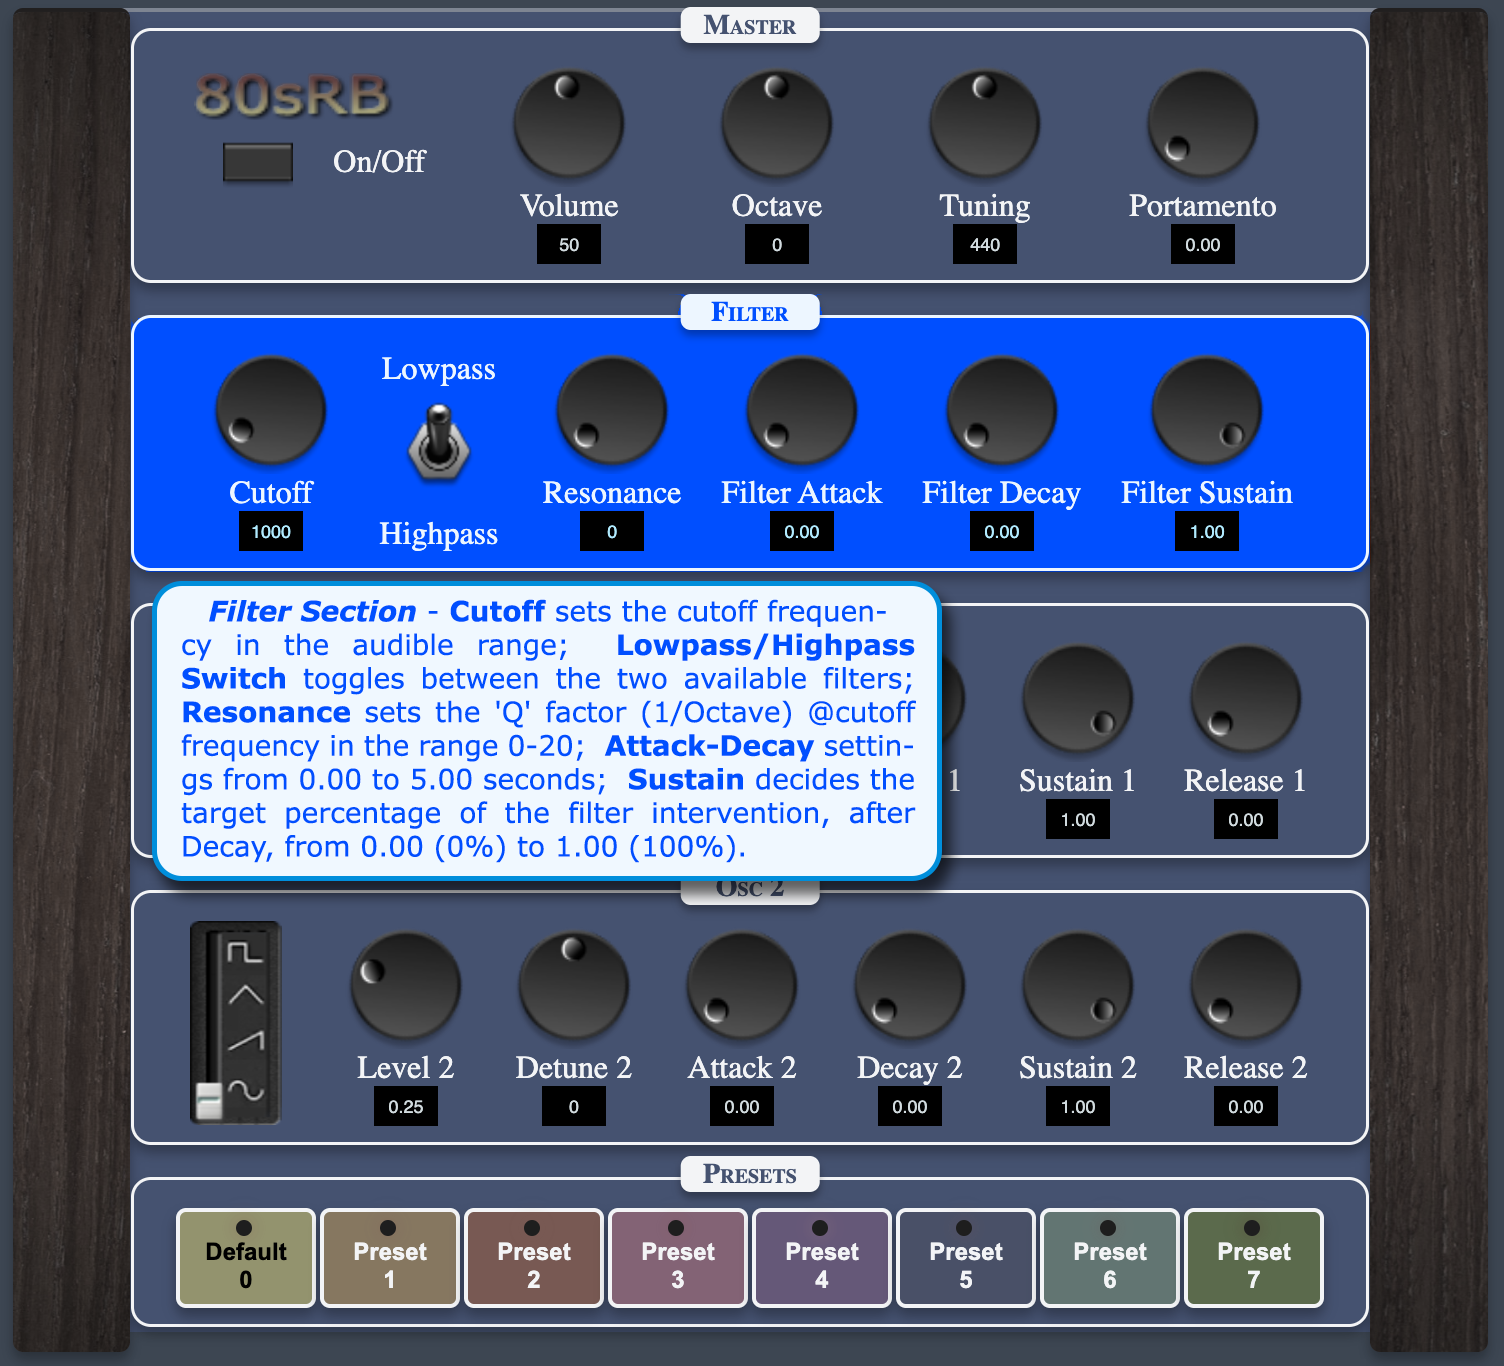 Master
80sRB
On/Off
Volume
50
Octave
0
Tuning
440
Portamento
0.00
Filter
Cutoff
1000
Lowpass
Highpass
Resonance
0
Filter Attack
0.00
Filter Decay
0.00
Filter Sustain
1.00
Filter Section - Cutoff sets the cutoff frequen-
cy in the audible range; Lowpass/Highpass
Switch toggles between the two available filters;
Resonance sets the 'Q' factor (1/Octave) @cutoff
frequency in the range 0-20; Attack-Decay settin-
gs from 0.00 to 5.00 seconds; Sustain decides the
target percentage of the filter intervention, after
Decay, from 0.00 (0%) to 1.00 (100%).
1
Sustain 1
1.00
Release 1
0.00
Osc 2
Level 2
0.25
Detune 2
0
Attack 2
0.00
Decay 2
0.00
Sustain 2
1.00
Release 2
0.00
Presets
Default
0
Preset
1
Preset
2
Preset
3
Preset
4
Preset
5
Preset
6
Preset
7